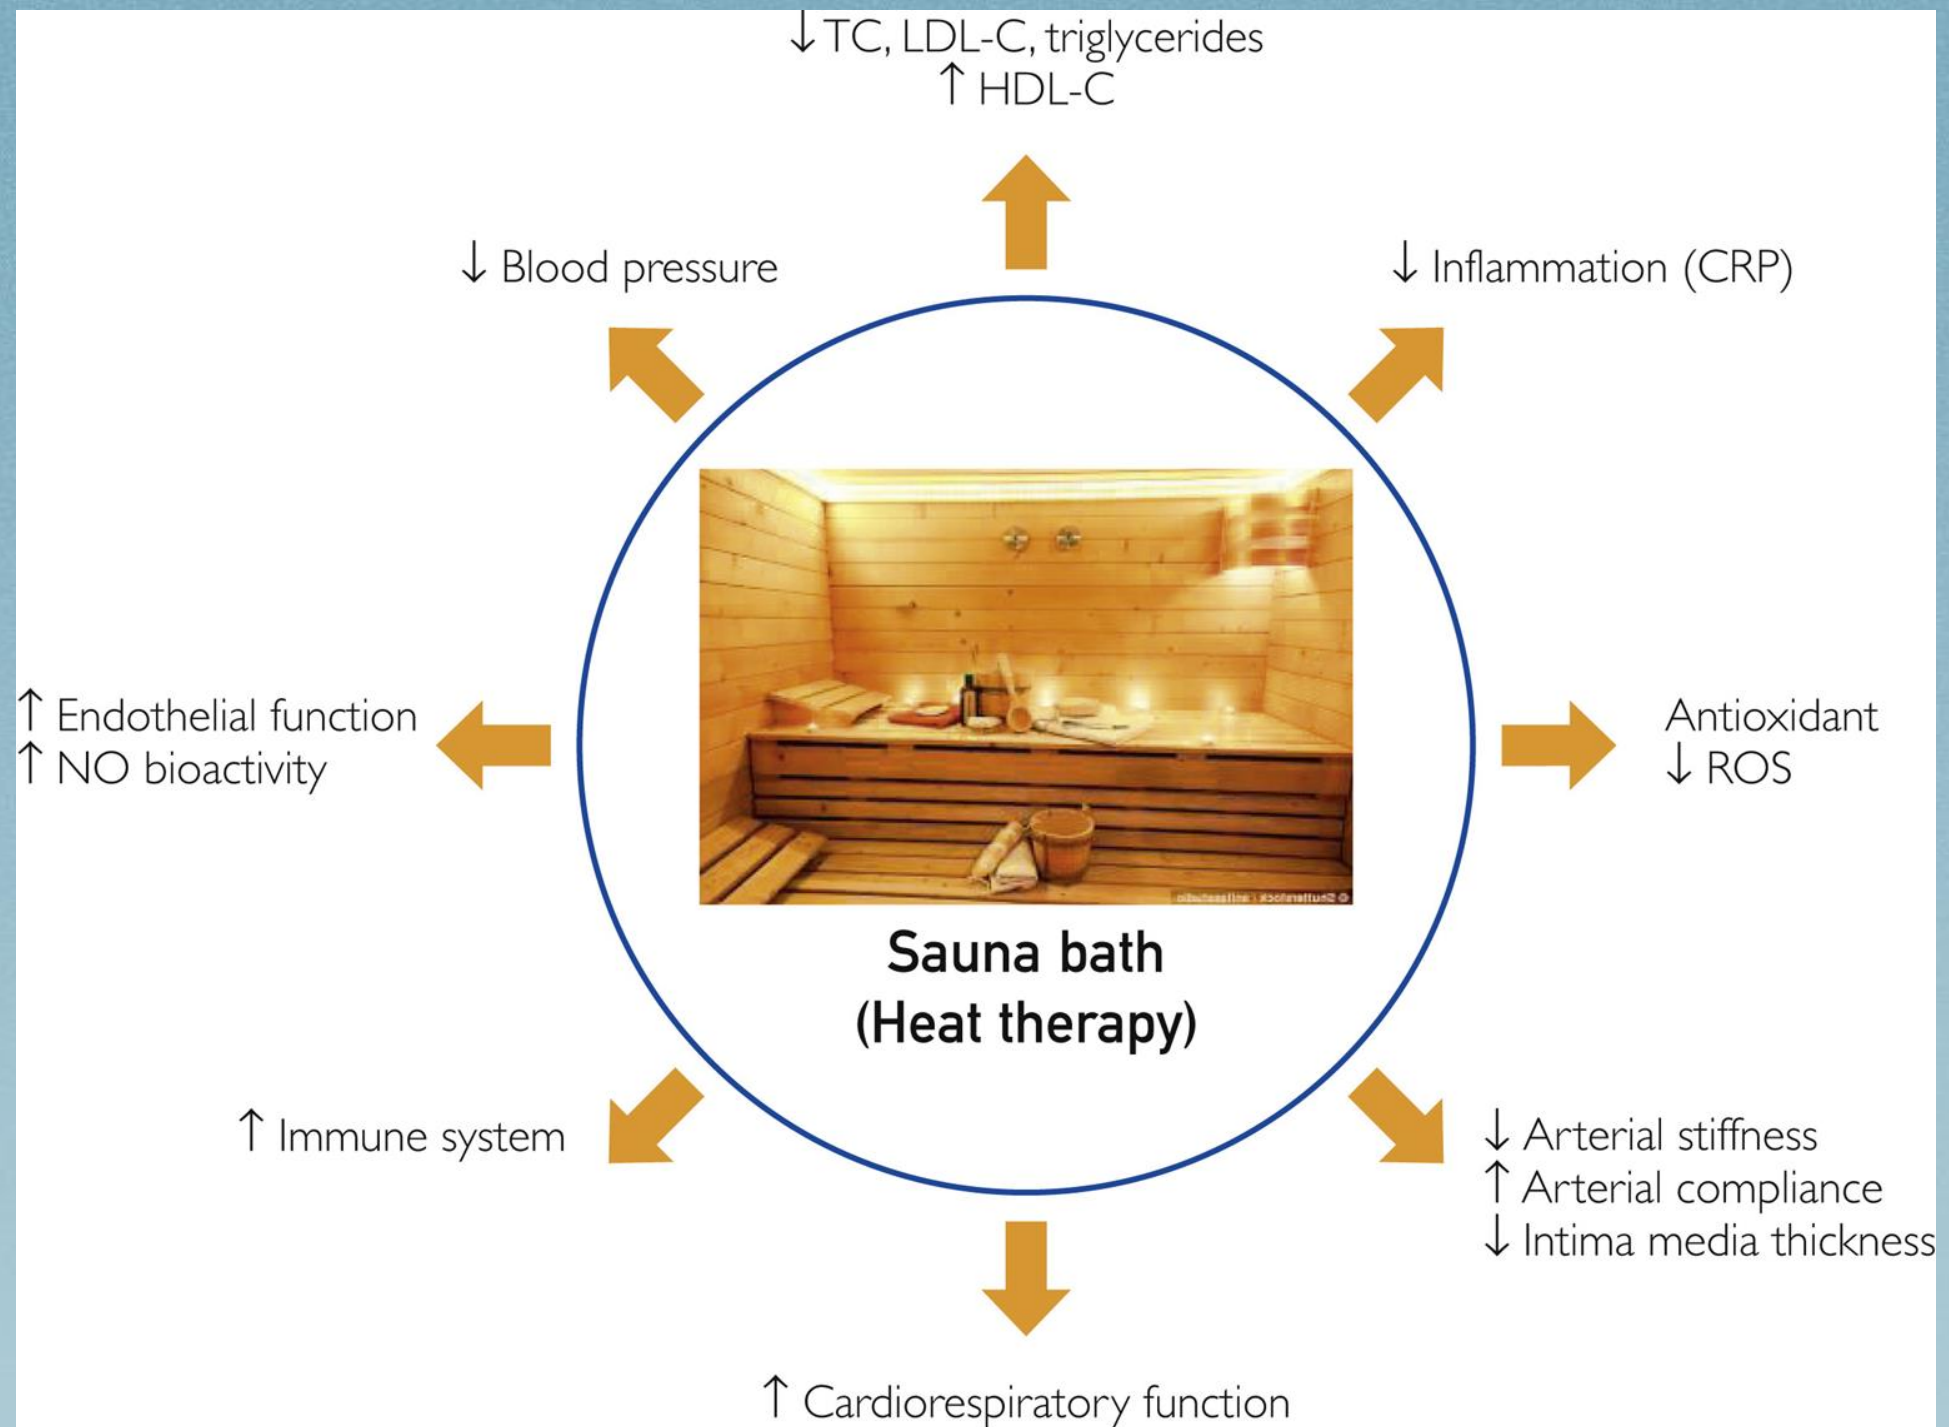 ↓ TC, LDL-C, triglycerides
↑ HDL-C
↓ Blood pressure
↓ Inflammation (CRP)
↑ Endothelial function
↑ NO bioactivity
Antioxidant
↓ ROS
Sauna bath
(Heat therapy)
↑ Immune system
↓ Arterial stiffness
↑ Arterial compliance
↓ Intima media thickness
↑ Cardiorespiratory function